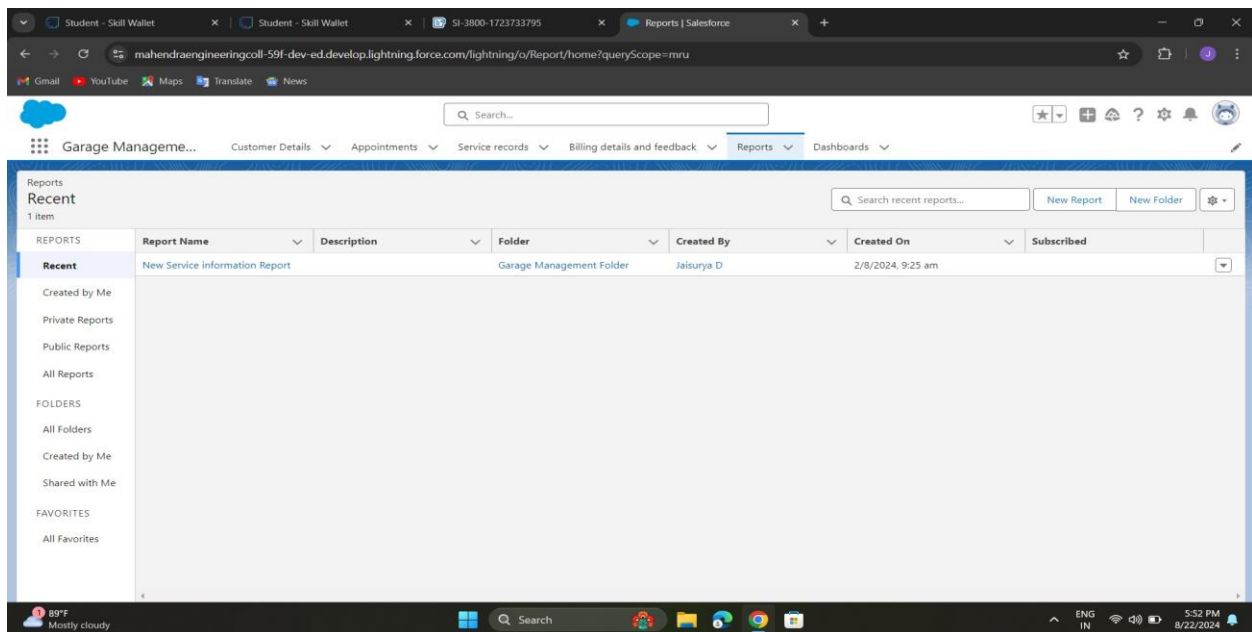 Student - Skill Wallet
Student - Skill Wallet
SI-3800-1723733795
Reports | Salesforce
mahendraengineeringcoll-59f-dev-ed.develop.lightning.force.com/lightning/o/Report/home?queryScope=mru
J
Gmail YouTube Maps Translate News
Search...
Garage Manageme... Customer Details Appointments Service records Billing details and feedback Reports Dashboards
Reports
Recent
1 item
Search recent reports...
New Report New Folder
REPORTS
Recent
Created by Me
Private Reports
Public Reports
All Reports
FOLDERS
All Folders
Created by Me
Shared with Me
FAVORITES
All Favorites
Report Name Description Folder Created By Created On Subscribed
New Service information Report Garage Management Folder Jaisurya D 2/8/2024, 9:25 am
1
89°F
Mostly cloudy
Search
ENG
IN
5:52 PM
8/22/2024